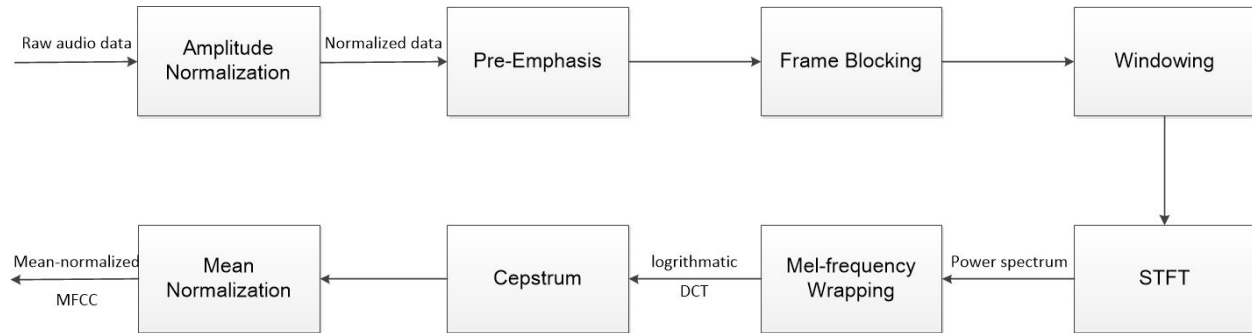 Raw audio data
Amplitude
Normalization
Normalized data
Pre-Emphasis
Frame Blocking
Windowing
STFT
Power spectrum
Mel-frequency
Wrapping
logrithmatic
DCT
Cepstrum
Mean
Normalization
Mean-normalized
MFCC